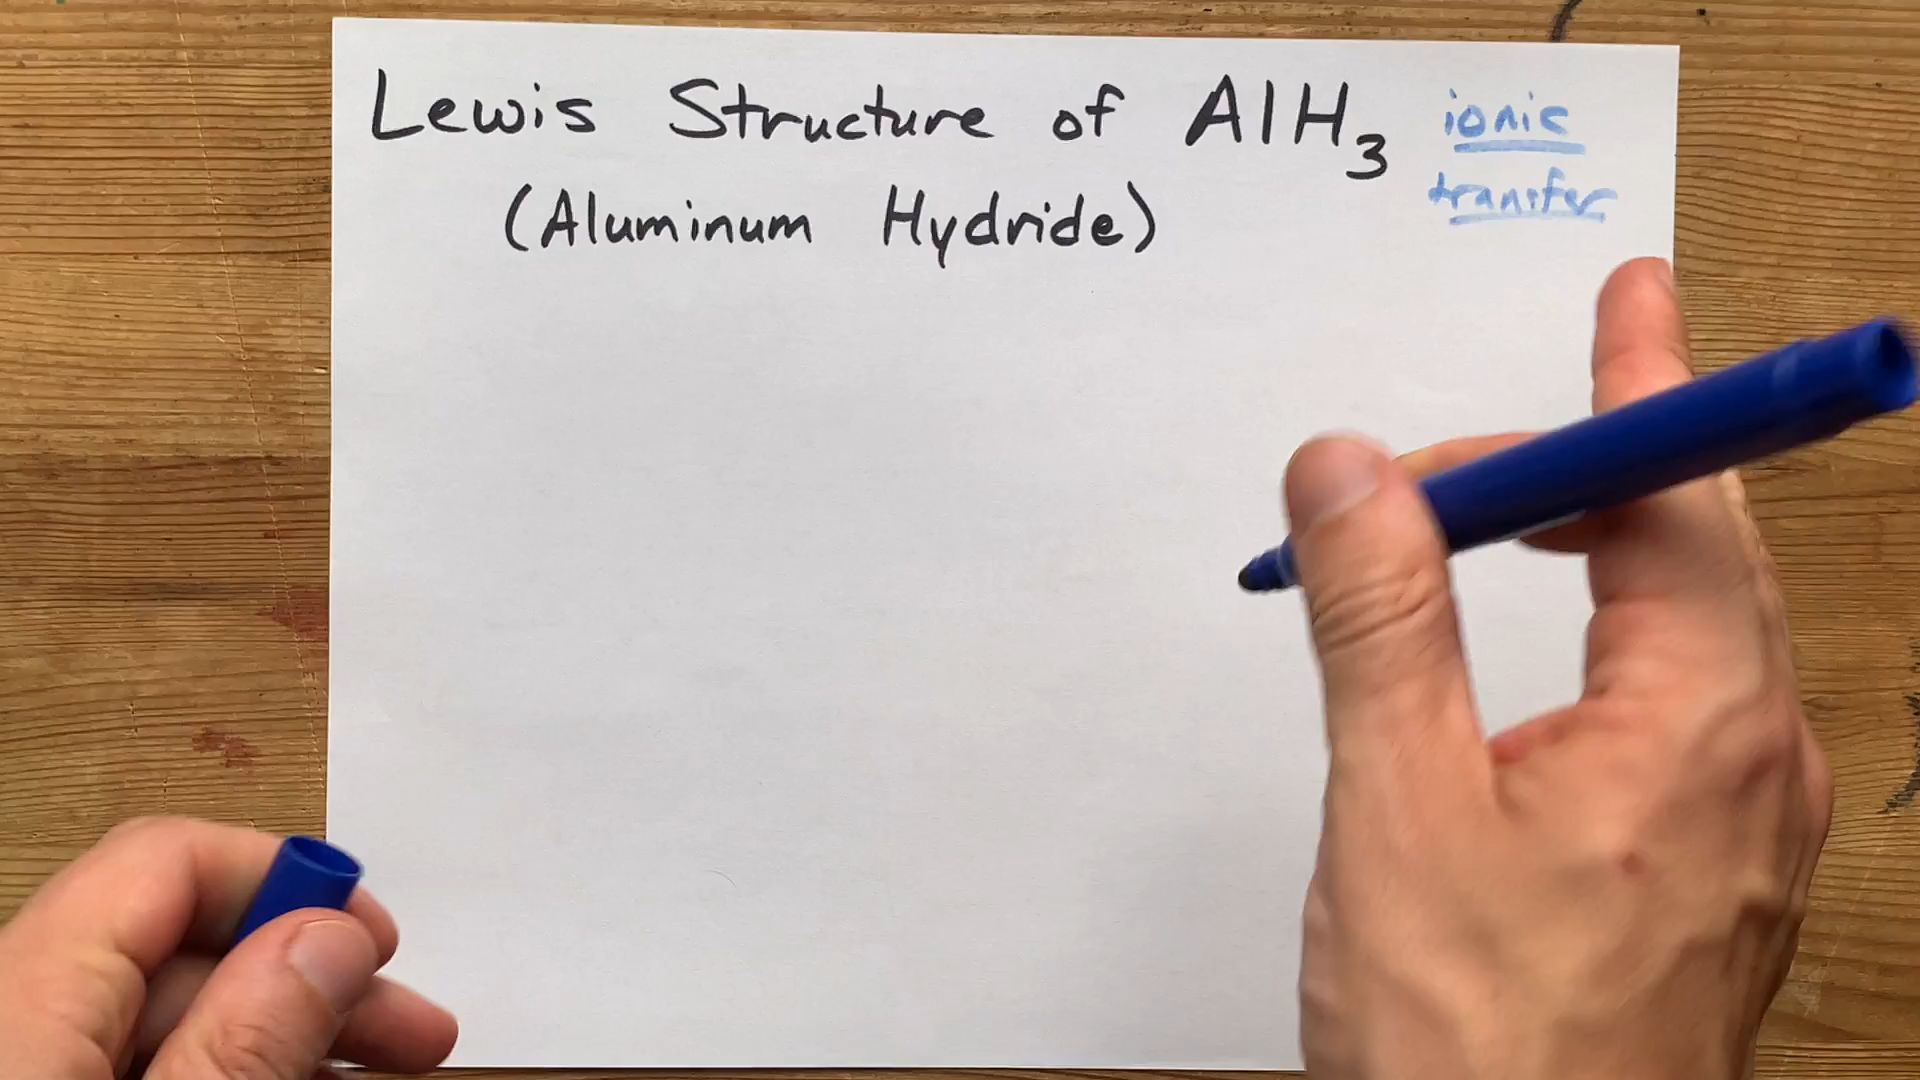 Lewis Structure of AlH₃
(Aluminum Hydride)
ionic
transfer